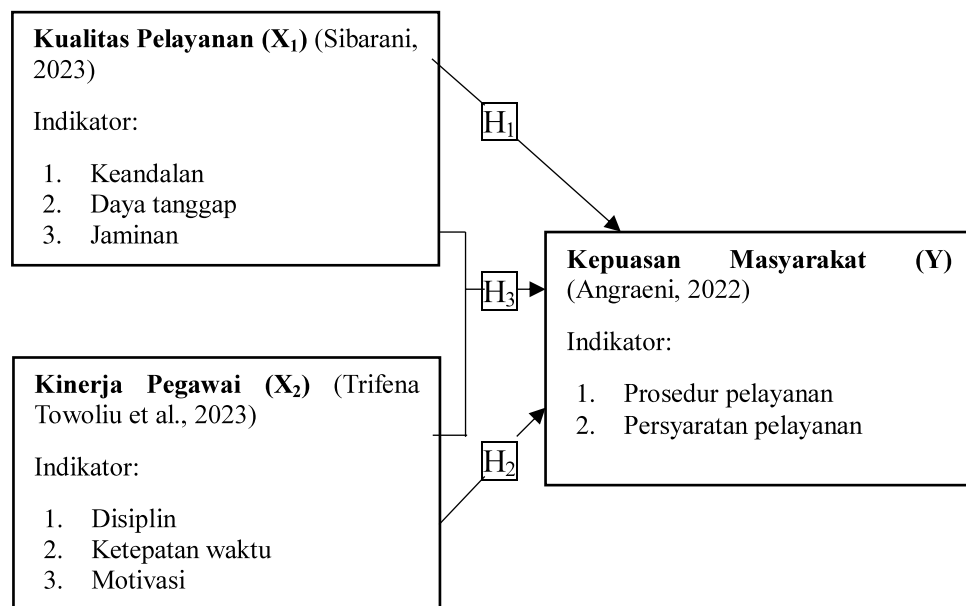 Kualitas Pelayanan (X₁) (Sibarani,
2023)
Indikator:
1. Keandalan
2. Daya tanggap
3. Jaminan
H₁
H₃
Kepuasan Masyarakat (Y)
(Angraeni, 2022)
Indikator:
1. Prosedur pelayanan
2. Persyaratan pelayanan
Kinerja Pegawai (X₂) (Trifena
Towoliu et al., 2023)
Indikator:
1. Disiplin
2. Ketepatan waktu
3. Motivasi
H₂